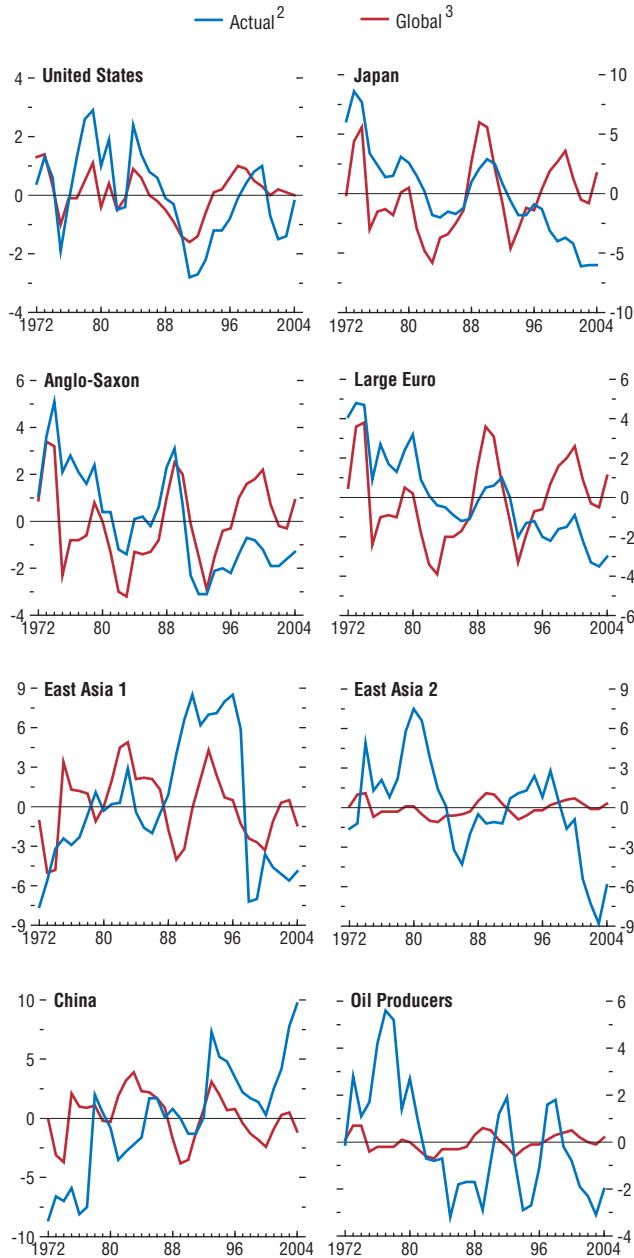 Actual2 Global3
United States
4
2
0
-2
-4
1972 80 88 96 2004
Japan
10
5
0
-5
-10
1972 80 88 96 2004
Anglo-Saxon
6
4
2
0
-2
-4
1972 80 88 96 2004
Large Euro
6
4
2
0
-2
-4
-6
1972 80 88 96 2004
East Asia 1
9
6
3
0
-3
-6
-9
1972 80 88 96 2004
East Asia 2
9
6
3
0
-3
-6
-9
1972 80 88 96 2004
China
10
5
0
-5
-10
1972 80 88 96 2004
Oil Producers
6
4
2
0
-2
-4
1972 80 88 96 2004